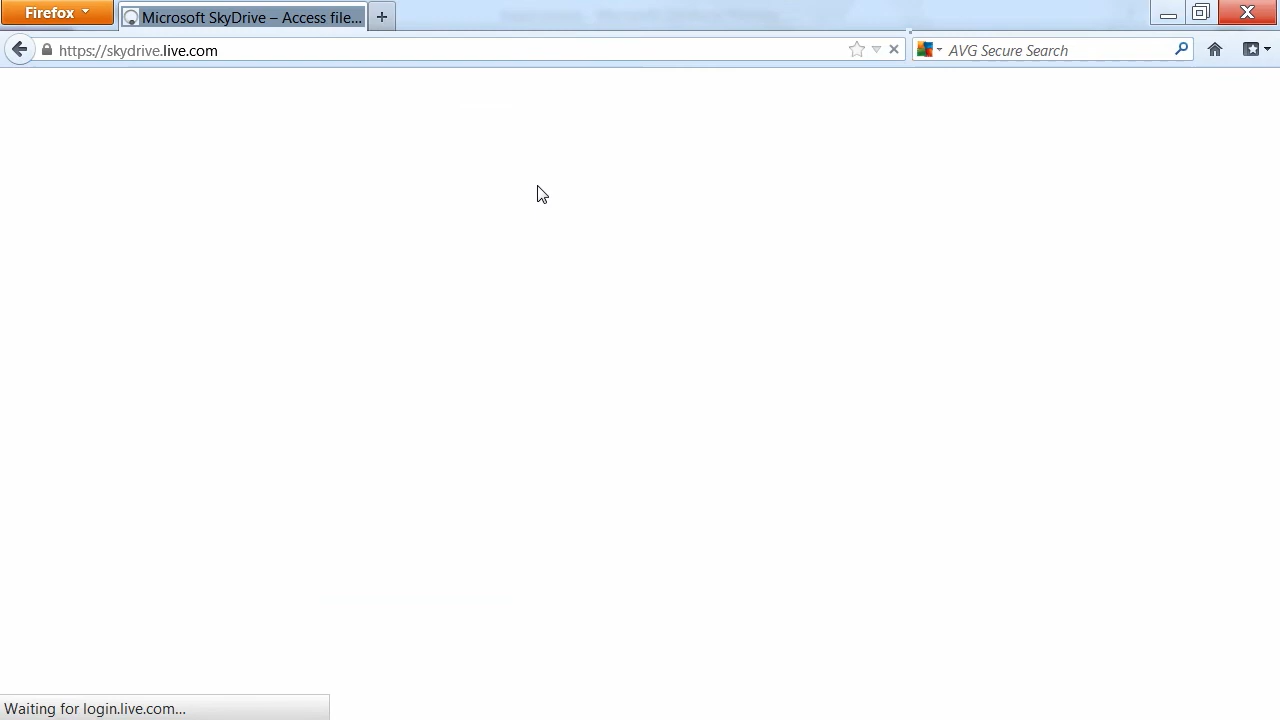 Firefox
Microsoft SkyDrive – Access file...
https://skydrive.live.com
AVG Secure Search
Waiting for login.live.com...